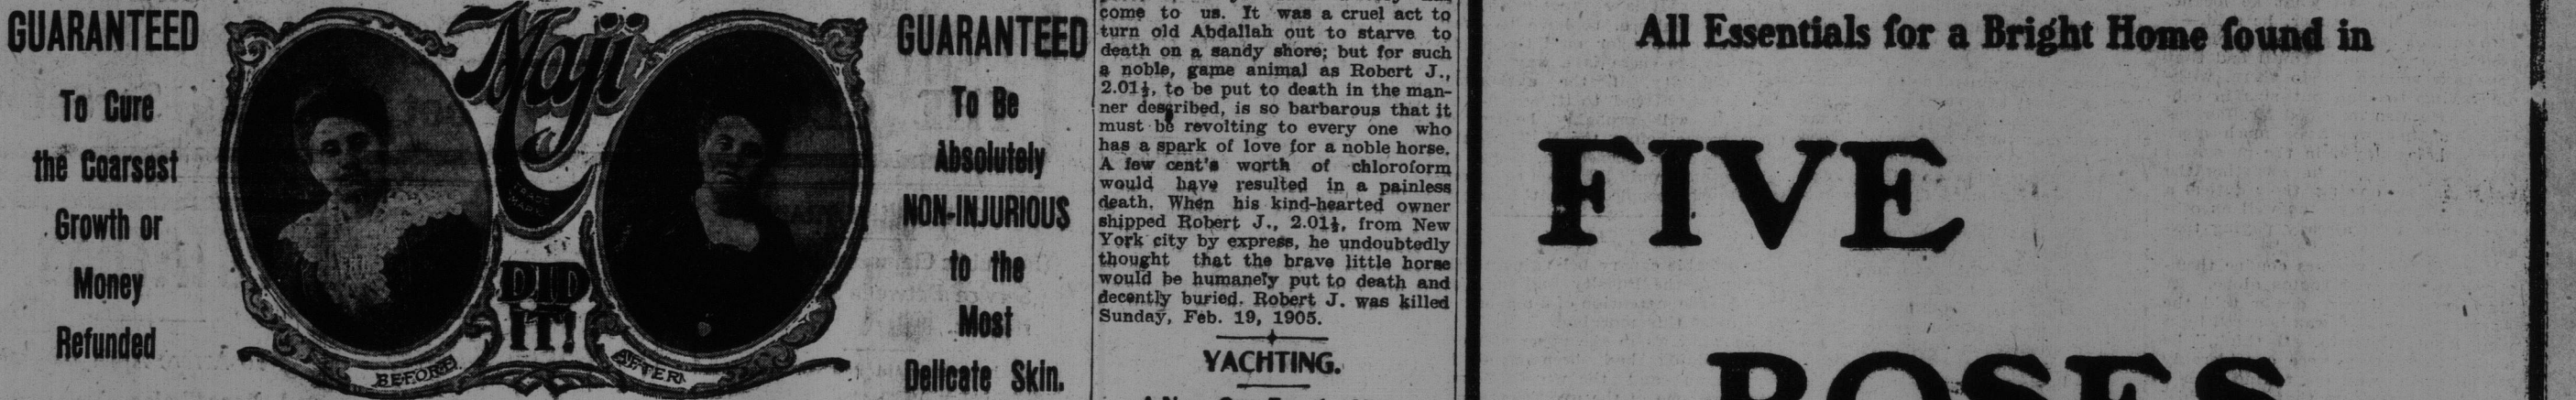 GUARANTEED
To Cure
the Coarsest
Growth or
Money
Refunded
Maji
TRADE
MARK
DID
IT!
BEFORE
AFTER
GUARANTEED
To Be
Absolutely
NON-INJURIOUS
to the
Most
Delicate Skin.
come to us. It was a cruel act to
turn old Abdallah out to starve to
death on a sandy shore; but for such
a noble, game animal as Robert J.,
2.01½, to be put to death in the man-
ner described, is so barbarous that it
must be revolting to every one who
has a spark of love for a noble horse.
A few cent's worth of chloroform
would have resulted in a painless
death. When his kind-hearted owner
shipped Robert J., 2.01½, from New
York city by express, he undoubtedly
thought that the brave little horse
would be humanely put to death and
decently buried. Robert J. was killed
Sunday, Feb. 19, 1905.
YACHTING.
All Essentials for a Bright Home found in
FIVE
ROSES